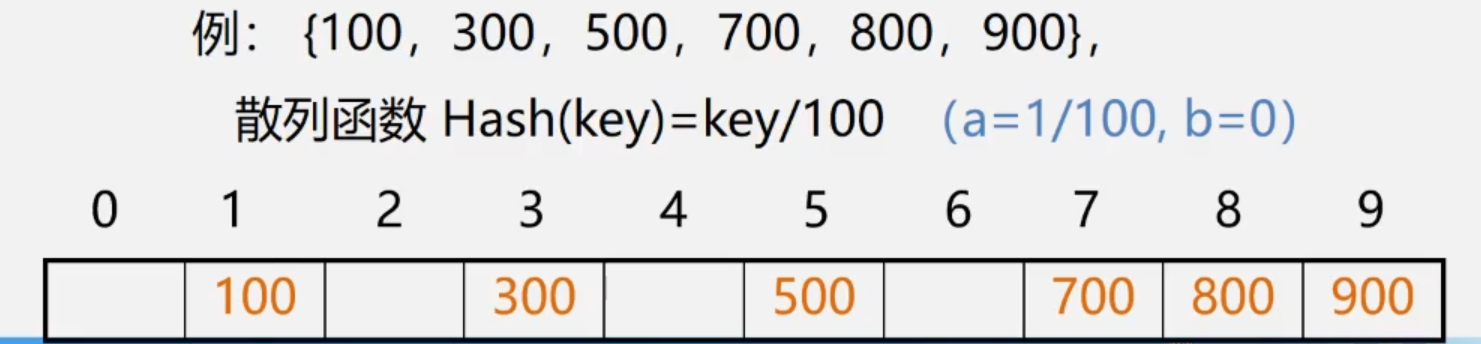 例： {100，300，500，700，800，900}，
散列函数 Hash(key)=key/100 （a=1/100, b=0）
0 1 2 3 4 5 6 7 8 9
100 300 500 700 800 900